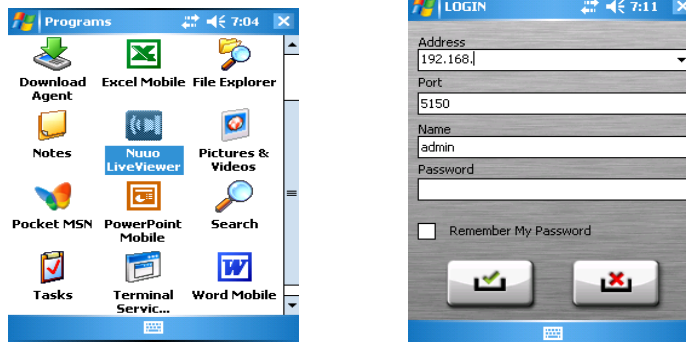 Programs 7:04
Download Agent
Excel Mobile
File Explorer
Notes
Nuuo LiveViewer
Pictures & Videos
Pocket MSN
PowerPoint Mobile
Search
Tasks
Terminal Servic...
Word Mobile
LOGIN 7:11
Address
192.168.
Port
5150
Name
admin
Password
Remember My Password